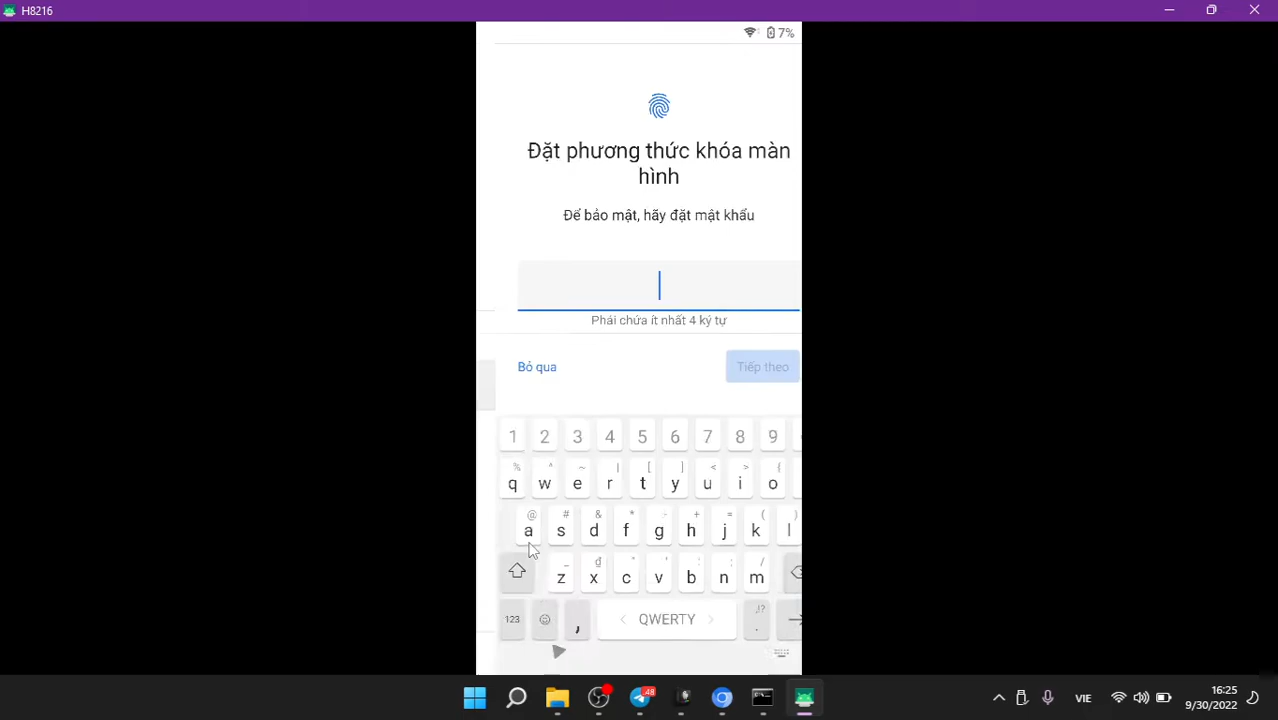 H8216
7%
Đặt phương thức khóa màn
hình
Để bảo mật, hãy đặt mật khẩu
Phải chứa ít nhất 4 ký tự
Bỏ qua
Tiếp theo
1 2 3 4 5 6 7 8 9
% ^ ~ | [ ] < > {
q w e r t y u i o
@ # & * - + = ( )
a s d f g h j k l
_ ₫ " ' : ; /
z x c v b n m
123 , < QWERTY > ,!? .
48
VIE
16:25
9/30/2022